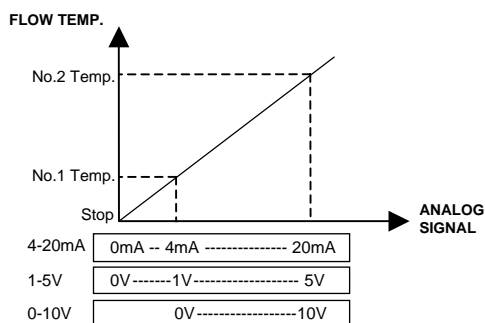 FLOW TEMP.
No.2 Temp.
No.1 Temp.
Stop
ANALOG
SIGNAL
4-20mA 0mA -- 4mA ---------------- 20mA
1-5V 0V-------1V-------------------- 5V
0-10V 0V-------------------10V